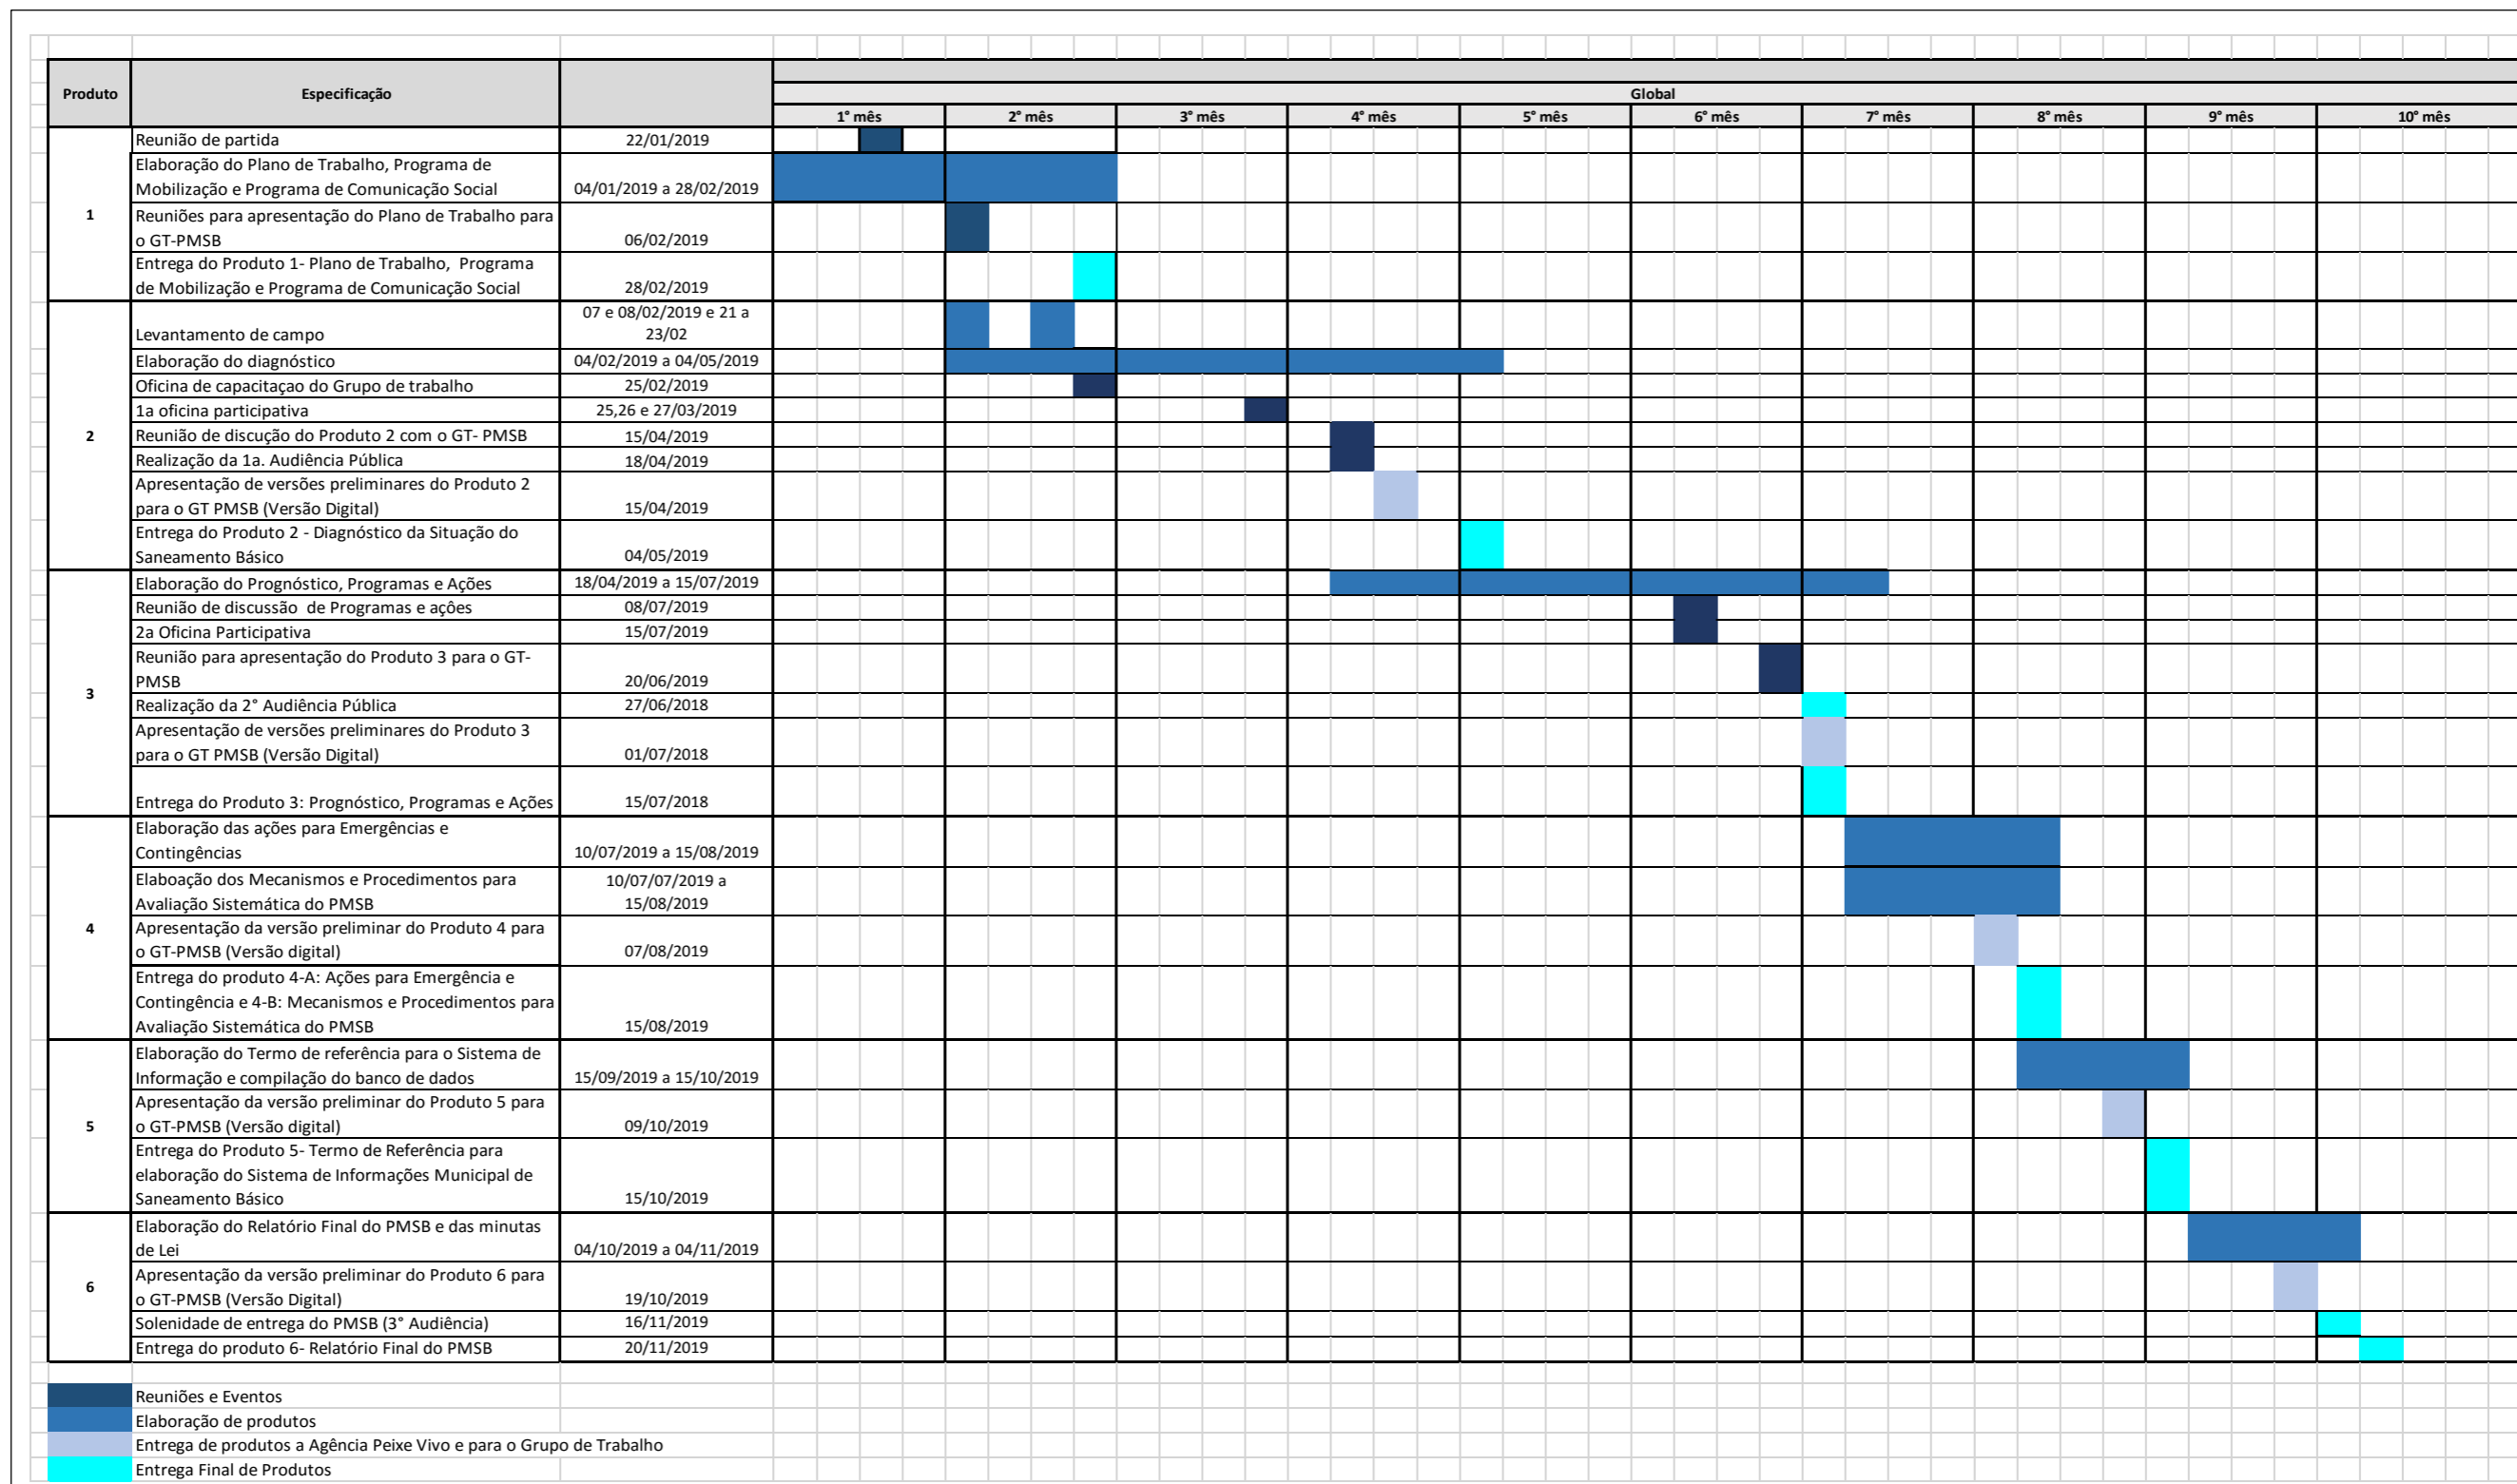 Produto
Especificação
Global
1° mês 2° mês 3° mês 4° mês 5° mês 6° mês 7° mês 8° mês 9° mês 10° mês
1
Reunião de partida 22/01/2019
Elaboração do Plano de Trabalho, Programa de
Mobilização e Programa de Comunicação Social 04/01/2019 a 28/02/2019
Reuniões para apresentação do Plano de Trabalho para
o GT-PMSB 06/02/2019
Entrega do Produto 1- Plano de Trabalho, Programa
de Mobilização e Programa de Comunicação Social 28/02/2019
2
Levantamento de campo
07 e 08/02/2019 e 21 a
23/02
Elaboração do diagnóstico 04/02/2019 a 04/05/2019
Oficina de capacitaçao do Grupo de trabalho 25/02/2019
1a oficina participativa 25,26 e 27/03/2019
Reunião de discução do Produto 2 com o GT- PMSB 15/04/2019
Realização da 1a. Audiência Pública 18/04/2019
Apresentação de versões preliminares do Produto 2
para o GT PMSB (Versão Digital) 15/04/2019
Entrega do Produto 2 - Diagnóstico da Situação do
Saneamento Básico 04/05/2019
3
Elaboração do Prognóstico, Programas e Ações 18/04/2019 a 15/07/2019
Reunião de discussão de Programas e ações 08/07/2019
2a Oficina Participativa 15/07/2019
Reunião para apresentação do Produto 3 para o GT-
PMSB 20/06/2019
Realização da 2° Audiência Pública 27/06/2018
Apresentação de versões preliminares do Produto 3
para o GT PMSB (Versão Digital) 01/07/2018
Entrega do Produto 3: Prognóstico, Programas e Ações 15/07/2018
4
Elaboração das ações para Emergências e
Contingências 10/07/2019 a 15/08/2019
Elaboação dos Mecanismos e Procedimentos para
Avaliação Sistemática do PMSB
10/07/07/2019 a
15/08/2019
Apresentação da versão preliminar do Produto 4 para
o GT-PMSB (Versão digital) 07/08/2019
Entrega do produto 4-A: Ações para Emergência e
Contingência e 4-B: Mecanismos e Procedimentos para
Avaliação Sistemática do PMSB 15/08/2019
5
Elaboração do Termo de referência para o Sistema de
Informação e compilação do banco de dados 15/09/2019 a 15/10/2019
Apresentação da versão preliminar do Produto 5 para
o GT-PMSB (Versão digital) 09/10/2019
Entrega do Produto 5- Termo de Referência para
elaboração do Sistema de Informações Municipal de
Saneamento Básico 15/10/2019
6
Elaboração do Relatório Final do PMSB e das minutas
de Lei 04/10/2019 a 04/11/2019
Apresentação da versão preliminar do Produto 6 para
o GT-PMSB (Versão Digital) 19/10/2019
Solenidade de entrega do PMSB (3° Audiência) 16/11/2019
Entrega do produto 6- Relatório Final do PMSB 20/11/2019
Reuniões e Eventos
Elaboração de produtos
Entrega de produtos a Agência Peixe Vivo e para o Grupo de Trabalho
Entrega Final de Produtos